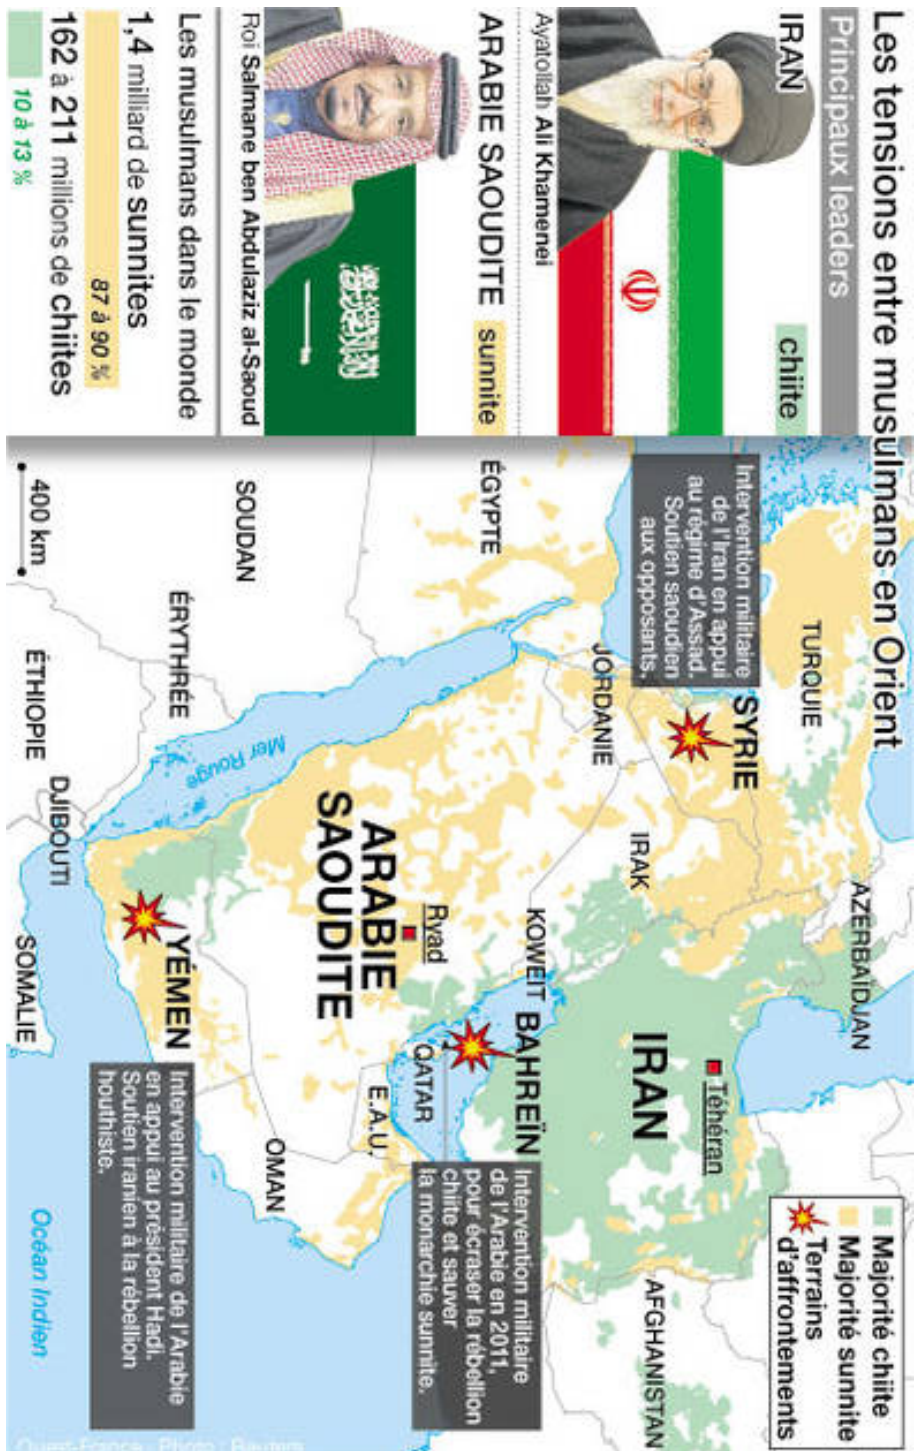 Les tensions entre musulmans en Orient
Principaux leaders
IRAN
chiite
Ayatollah Ali Khamenei
ARABIE SAOUDITE
sunnite
Roi Salmane ben Abdulaziz al-Saoud
Les musulmans dans le monde
1,4 milliard de sunnites
87 à 90 %
162 à 211 millions de chiites
10 à 13 %
Majorité chiite
Majorité sunnite
Terrains
d'affrontements
TURQUIE
AZERBAÏDJAN
SYRIE
Intervention militaire
de l'Iran en appui
au régime d'Assad.
Soutien saoudien
aux opposants.
Téhéran
IRAN
AFGHANISTAN
IRAK
JORDANIE
KOWEIT
BAHREÏN
Intervention militaire
de l'Arabie en 2011,
pour écraser la rébellion
chiite et sauver
la monarchie sunnite.
ÉGYPTE
Ryad
QATAR
ARABIE
SAOUDITE
E.A.U.
OMAN
Mer Rouge
SOUDAN
ÉRYTHRÉE
YÉMEN
Intervention militaire de l'Arabie
en appui au président Hadi.
Soutien iranien à la rébellion
houthiste.
DJIBOUTI
ÉTHIOPIE
SOMALIE
Océan Indien
400 km
Ouest-France - Photo : Reuters